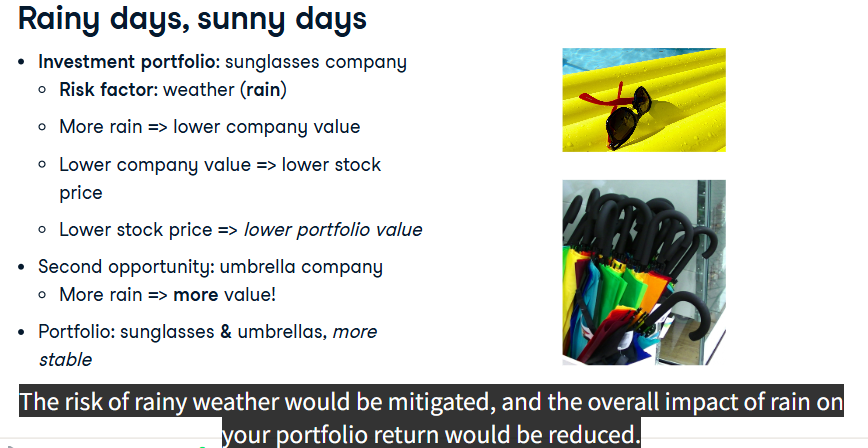 Rainy days, sunny days
• Investment portfolio: sunglasses company
○ Risk factor: weather (rain)
○ More rain => lower company value
○ Lower company value => lower stock
price
○ Lower stock price => lower portfolio value
• Second opportunity: umbrella company
○ More rain => more value!
• Portfolio: sunglasses & umbrellas, more
stable
The risk of rainy weather would be mitigated, and the overall impact of rain on
your portfolio return would be reduced.